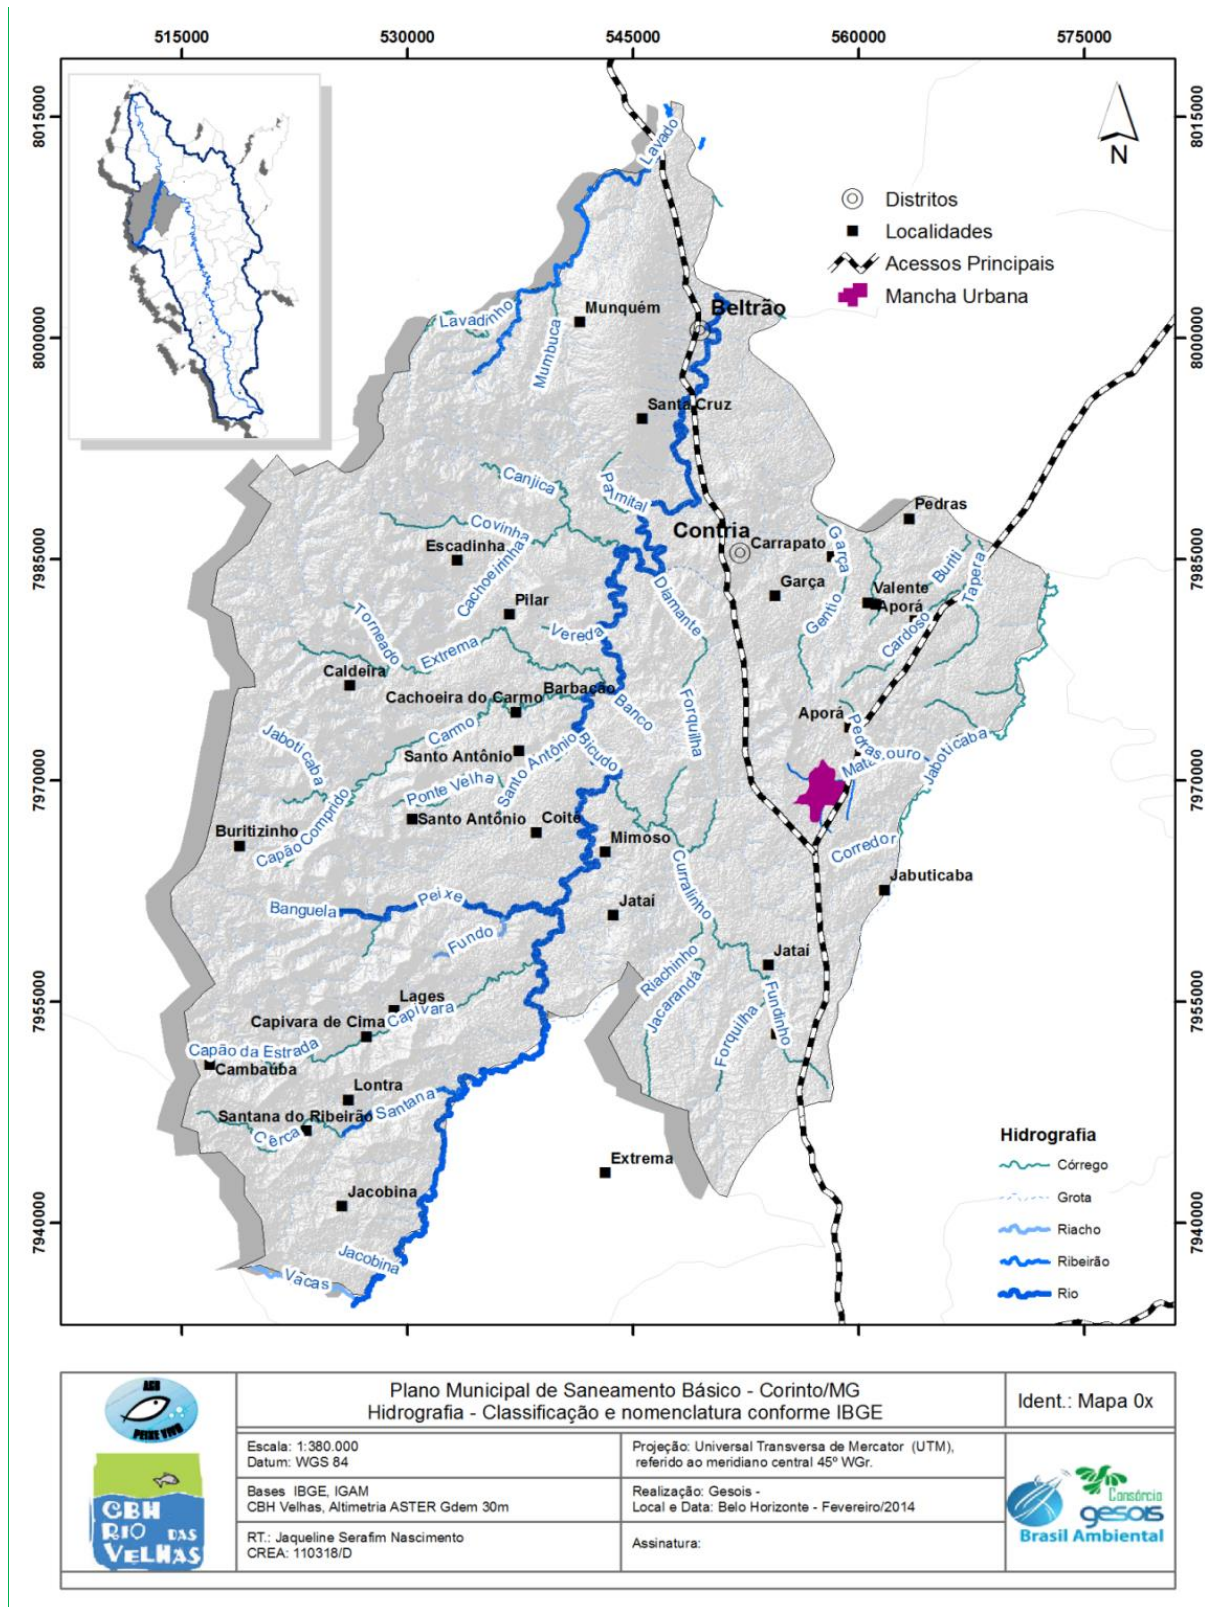 515000
530000
545000
560000
575000
8015000
8000000
7985000
7970000
7955000
7940000
8015000
8000000
7985000
7970000
7955000
7940000
N
Distritos
Localidades
Acessos Principais
Mancha Urbana
Lavado
Lavadinho
Mumbuca
Munquém
Beltrão
Santa Cruz
Canjica
Pamital
Covinha
Contria
Carrapato
Pedras
Escadinha
Cachoeirinha
Garça
Garça
Buriti
Tapera
Valente
Aporá
Cardoso
Gentio
Diamante
Pilar
Vereda
Torneado
Extrema
Caldeira
Cachoeira do Carmo
Barbação
Banco
Forquilha
Aporá
Pedras
Jaboticaba
Carmo
Santo Antônio
Santo Antônio
Bicudo
Matadouro
Jaboticaba
Ponte Velha
Capão Comprido
Santo Antônio
Coite
Buritizinho
Mimoso
Corredor
Jabuticaba
Curralinho
Banguela
Peixe
Jataí
Fundo
Riachinho
Jataí
Jacarandá
Forquilha
Fundinho
Lages
Capivara
Capivara de Cima
Capão da Estrada
Cambaúba
Lontra
Santana
Santana do Ribeirão
Cêrca
Extrema
Jacobina
Jacobina
Vacas
Hidrografia
Córrego
Grota
Riacho
Ribeirão
Rio
AGB
PEIXE VIVO
CBH
RIO DAS
VELHAS
Plano Municipal de Saneamento Básico - Corinto/MG
Hidrografia - Classificação e nomenclatura conforme IBGE
Ident.: Mapa 0x
Escala: 1:380.000
Datum: WGS 84
Projeção: Universal Transversa de Mercator (UTM),
referido ao meridiano central 45º WGr.
Bases IBGE, IGAM
CBH Velhas, Altimetria ASTER Gdem 30m
Realização: Gesois -
Local e Data: Belo Horizonte - Fevereiro/2014
RT.: Jaqueline Serafim Nascimento
CREA: 110318/D
Assinatura:
Consórcio
gesois
Brasil Ambiental